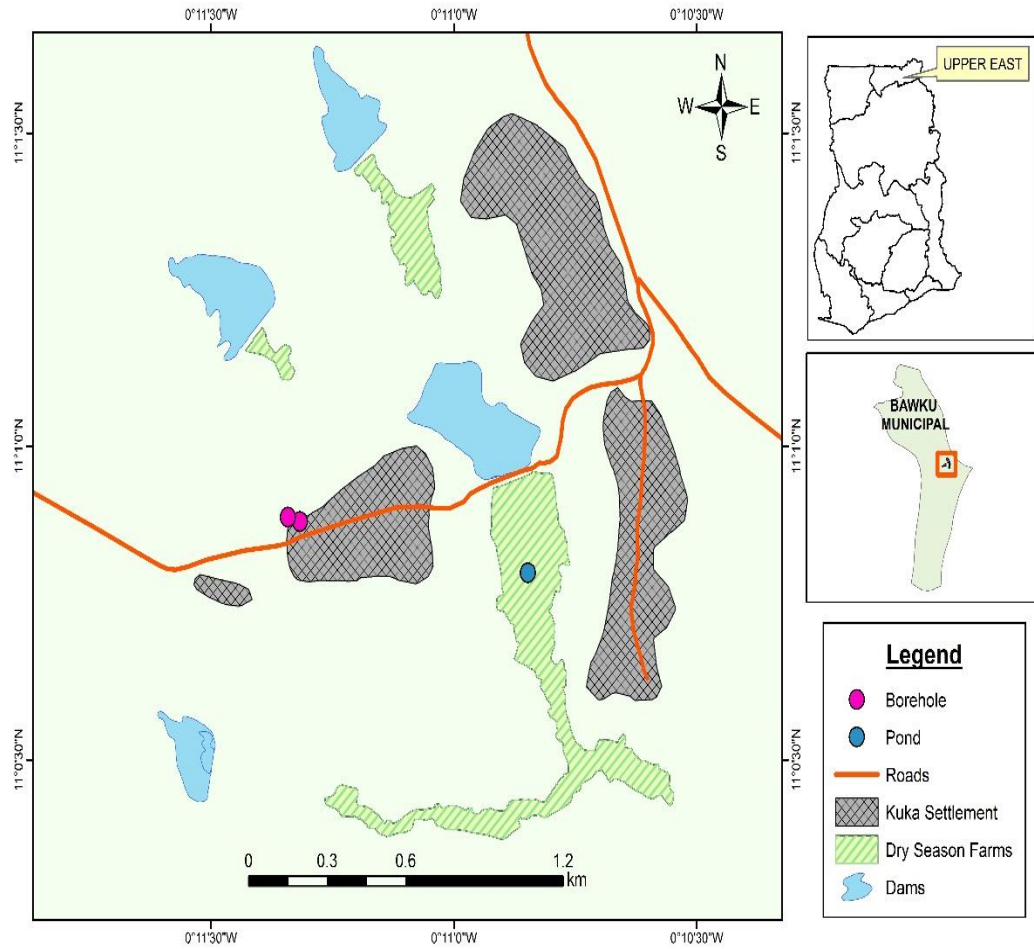 0°11'30"W
0°11'0"W
0°10'30"W
11°1'30"N
11°1'30"N
11°1'0"N
11°1'0"N
11°0'30"N
11°0'30"N
N
W
E
S
0
0.3
0.6
1.2
km
0°11'30"W
0°11'0"W
0°10'30"W
UPPER EAST
BAWKU
MUNICIPAL
Legend
Borehole
Pond
Roads
Kuka Settlement
Dry Season Farms
Dams